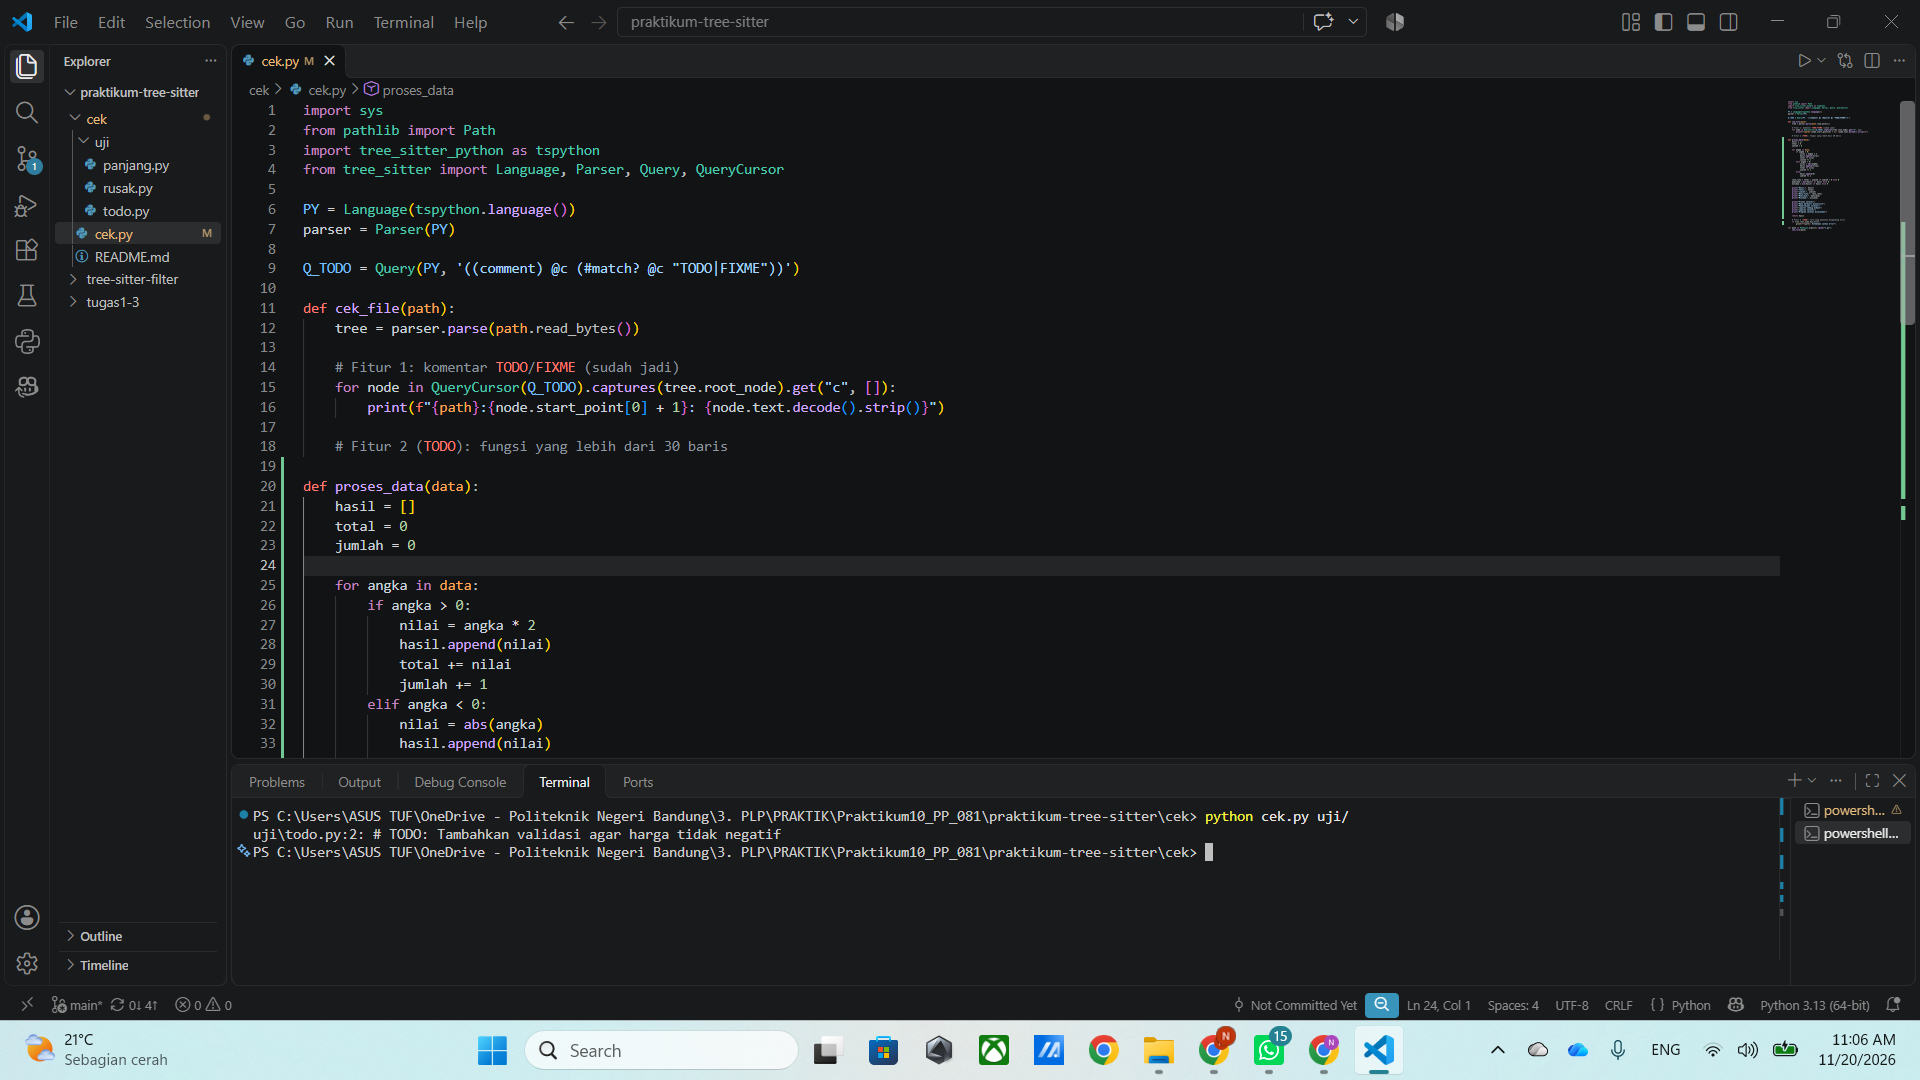 File Edit Selection View Go Run Terminal Help
praktikum-tree-sitter
Explorer
praktikum-tree-sitter
cek
uji
panjang.py
rusak.py
todo.py
cek.py M
README.md
tree-sitter-filter
tugas1-3
Outline
Timeline
1
cek.py M
cek > cek.py > proses_data
1 import sys
2 from pathlib import Path
3 import tree_sitter_python as tspython
4 from tree_sitter import Language, Parser, Query, QueryCursor
5
6 PY = Language(tspython.language())
7 parser = Parser(PY)
8
9 Q_TODO = Query(PY, '((comment) @c (#match? @c "TODO|FIXME"))')
10
11 def cek_file(path):
12 tree = parser.parse(path.read_bytes())
13
14 # Fitur 1: komentar TODO/FIXME (sudah jadi)
15 for node in QueryCursor(Q_TODO).captures(tree.root_node).get("c", []):
16 print(f"{path}:{node.start_point[0] + 1}: {node.text.decode().strip()}")
17
18 # Fitur 2 (TODO): fungsi yang lebih dari 30 baris
19
20 def proses_data(data):
21 hasil = []
22 total = 0
23 jumlah = 0
24
25 for angka in data:
26 if angka > 0:
27 nilai = angka * 2
28 hasil.append(nilai)
29 total += nilai
30 jumlah += 1
31 elif angka < 0:
32 nilai = abs(angka)
33 hasil.append(nilai)
Problems Output Debug Console Terminal Ports
PS C:\Users\ASUS TUF\OneDrive - Politeknik Negeri Bandung\3. PLP\PRAKTIK\Praktikum10_PP_081\praktikum-tree-sitter\cek> python cek.py uji/
uji\todo.py:2: # TODO: Tambahkan validasi agar harga tidak negatif
PS C:\Users\ASUS TUF\OneDrive - Politeknik Negeri Bandung\3. PLP\PRAKTIK\Praktikum10_PP_081\praktikum-tree-sitter\cek>
powersh...
powershell...
main* 0↓ 4↑ 0 0
Not Committed Yet Ln 24, Col 1 Spaces: 4 UTF-8 CRLF { } Python Python 3.13 (64-bit)
21°C
Sebagian cerah
Search
N
15
N
ENG
11:06 AM
11/20/2026